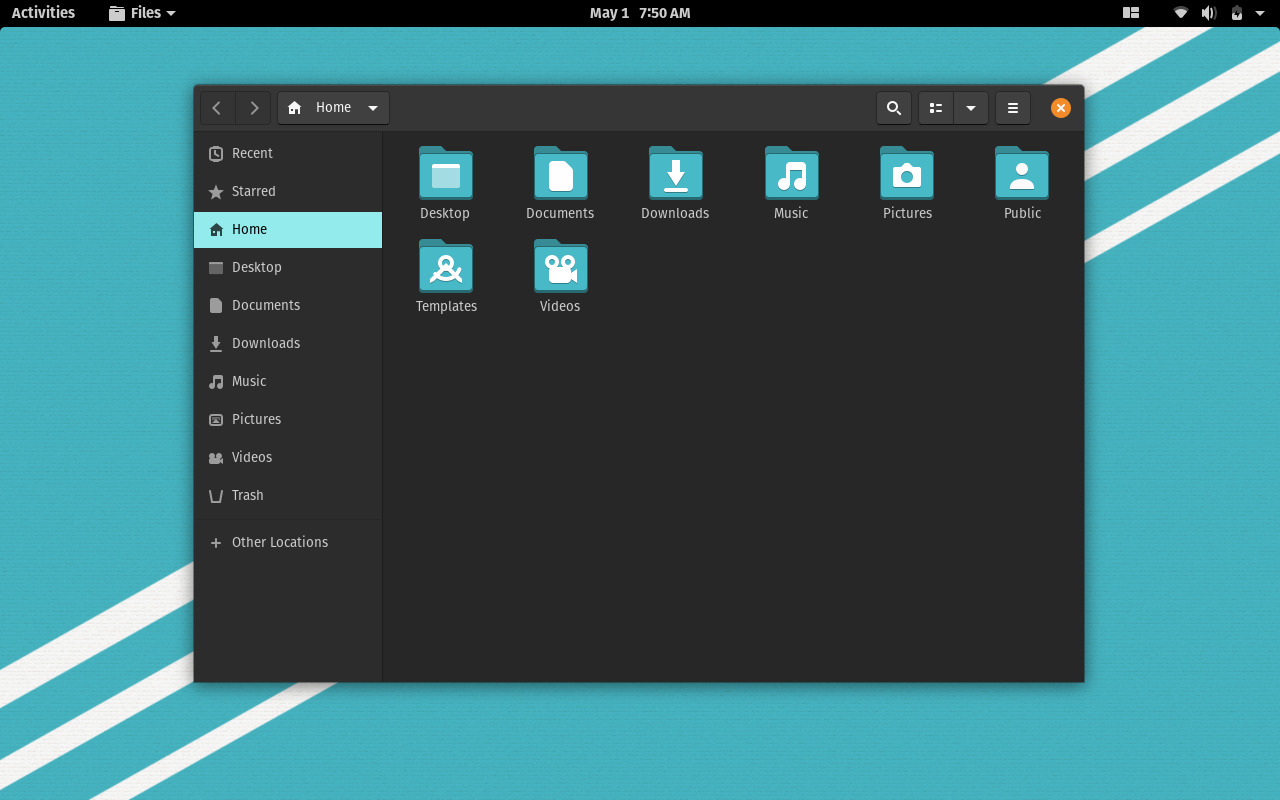 Activities Files May 1 7:50 AM
Home
Recent
Starred
Home
Desktop
Documents
Downloads
Music
Pictures
Videos
Trash
Other Locations
Desktop Documents Downloads Music Pictures Public
Templates Videos